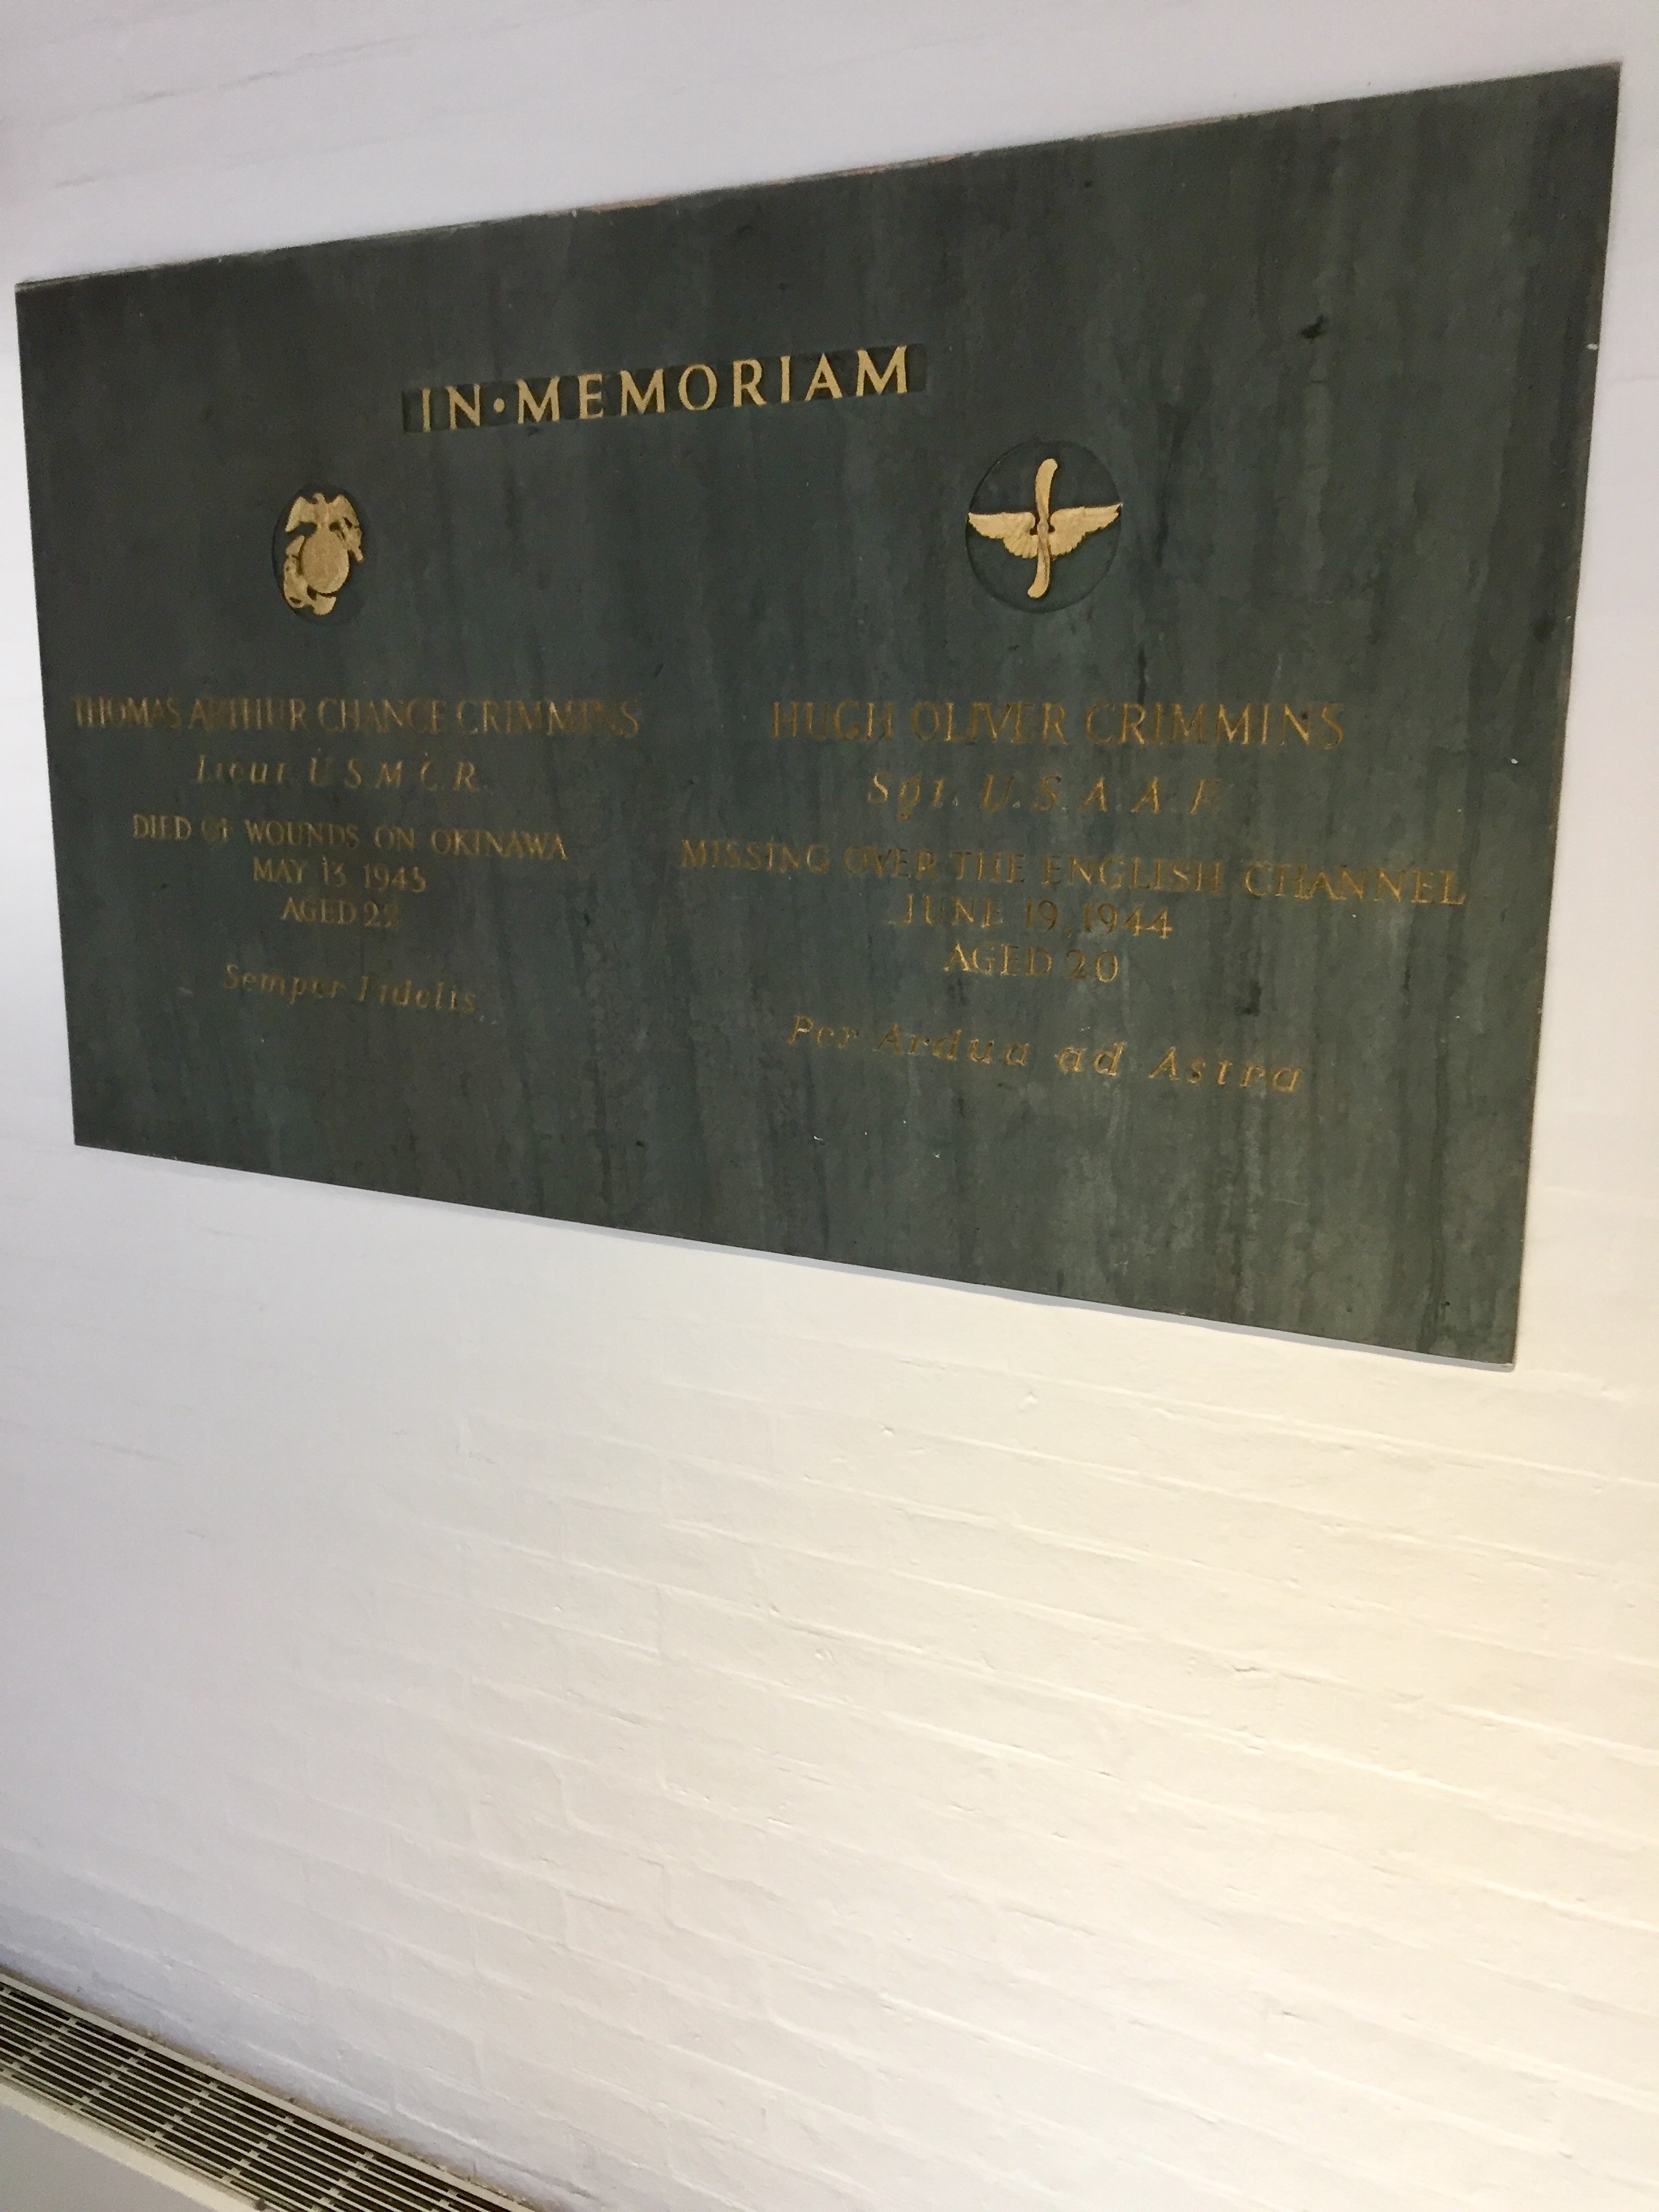 IN·MEMORIAM
THOMAS ARTHUR CHANCE CRIMMINS
Lieut. U.S.M.C.R.
DIED OF WOUNDS ON OKINAWA
MAY 13 1945
AGED 22
Semper Fidelis
HUGH OLIVER CRIMMINS
Sgt. U.S.A.A.F.
MISSING OVER THE ENGLISH CHANNEL
JUNE 19, 1944
AGED 20
Per Ardua ad Astra